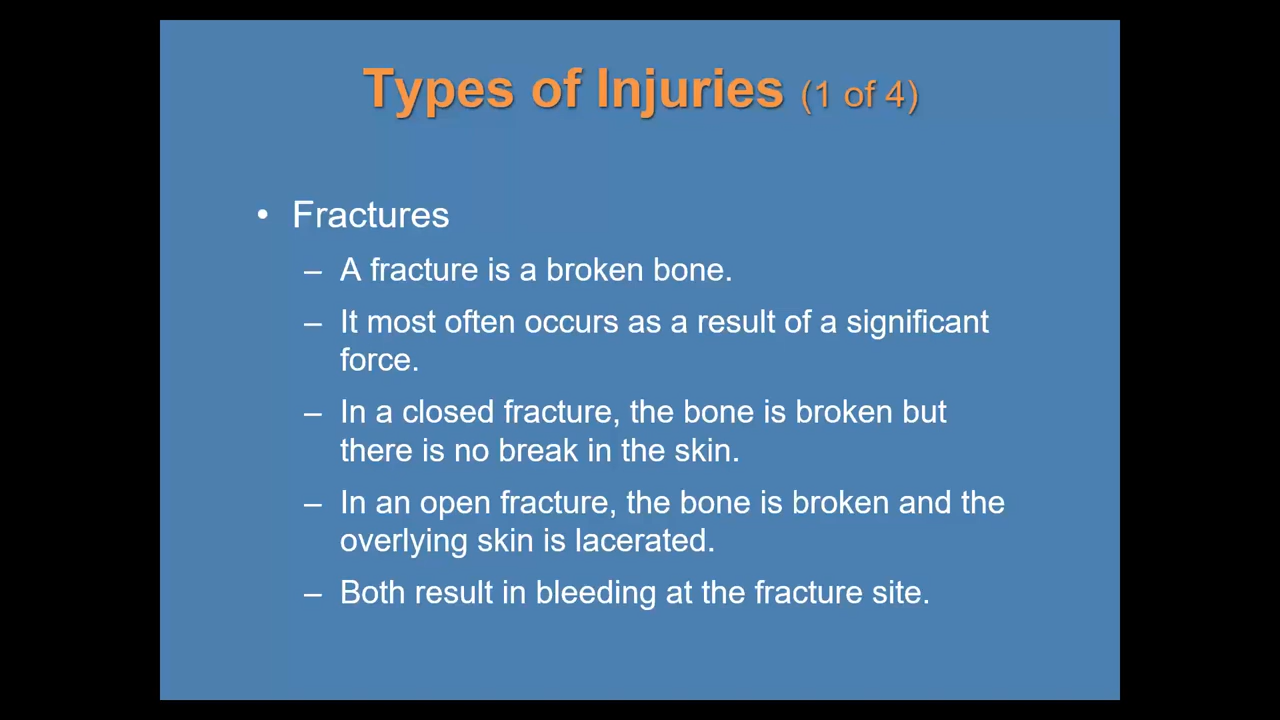 Types of Injuries (1 of 4)
• Fractures
– A fracture is a broken bone.
– It most often occurs as a result of a significant
force.
– In a closed fracture, the bone is broken but
there is no break in the skin.
– In an open fracture, the bone is broken and the
overlying skin is lacerated.
– Both result in bleeding at the fracture site.